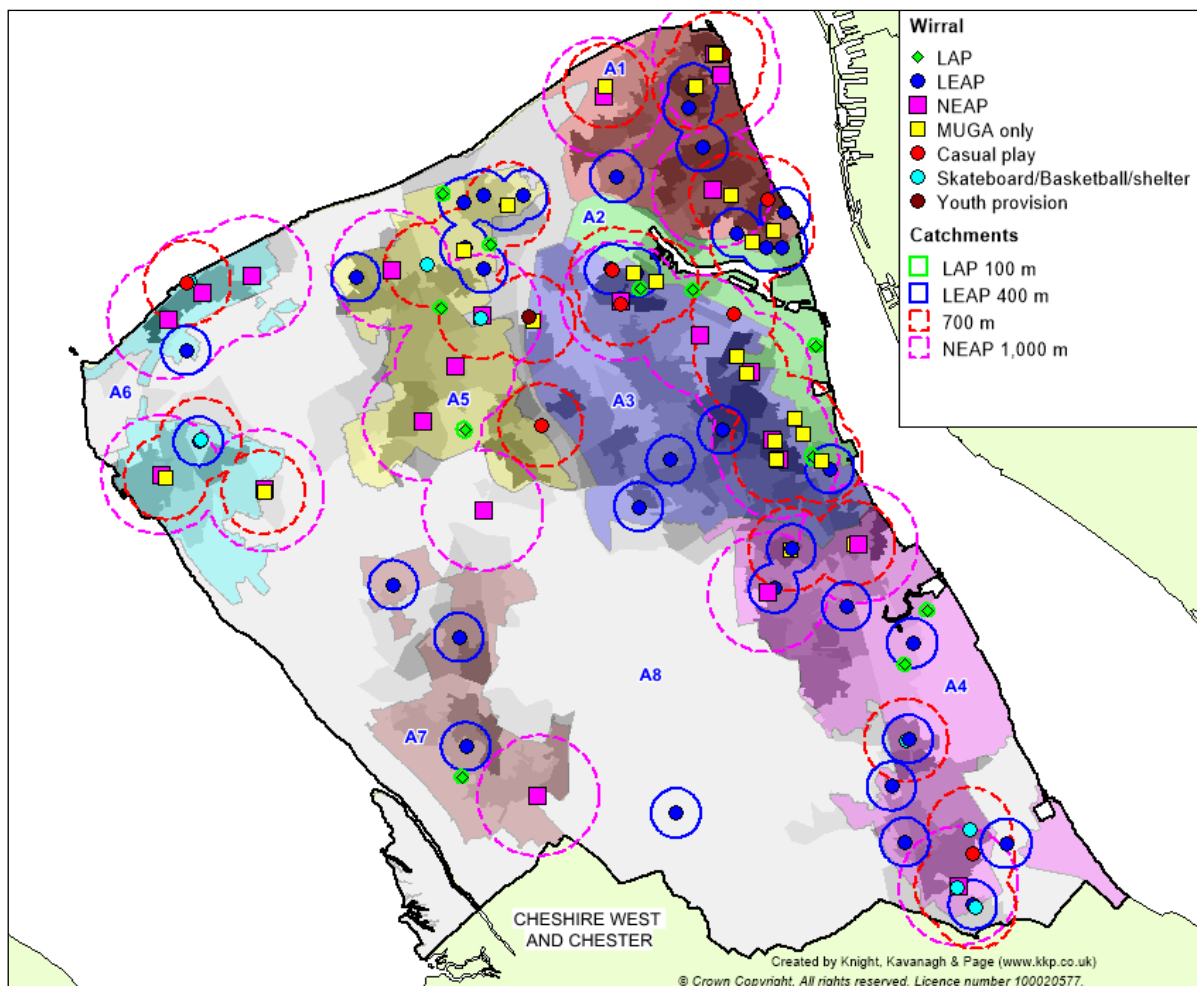 Wirral
LAP
LEAP
NEAP
MUGA only
Casual play
Skateboard/Basketball/shelter
Youth provision
Catchments
LAP 100 m
LEAP 400 m
700 m
NEAP 1,000 m
A1
A2
A3
A5
A6
A8
A4
A7
CHESHIRE WEST
AND CHESTER
Created by Knight, Kavanagh & Page (www.kkp.co.uk)
© Crown Copyright. All rights reserved. Licence number 100020577.